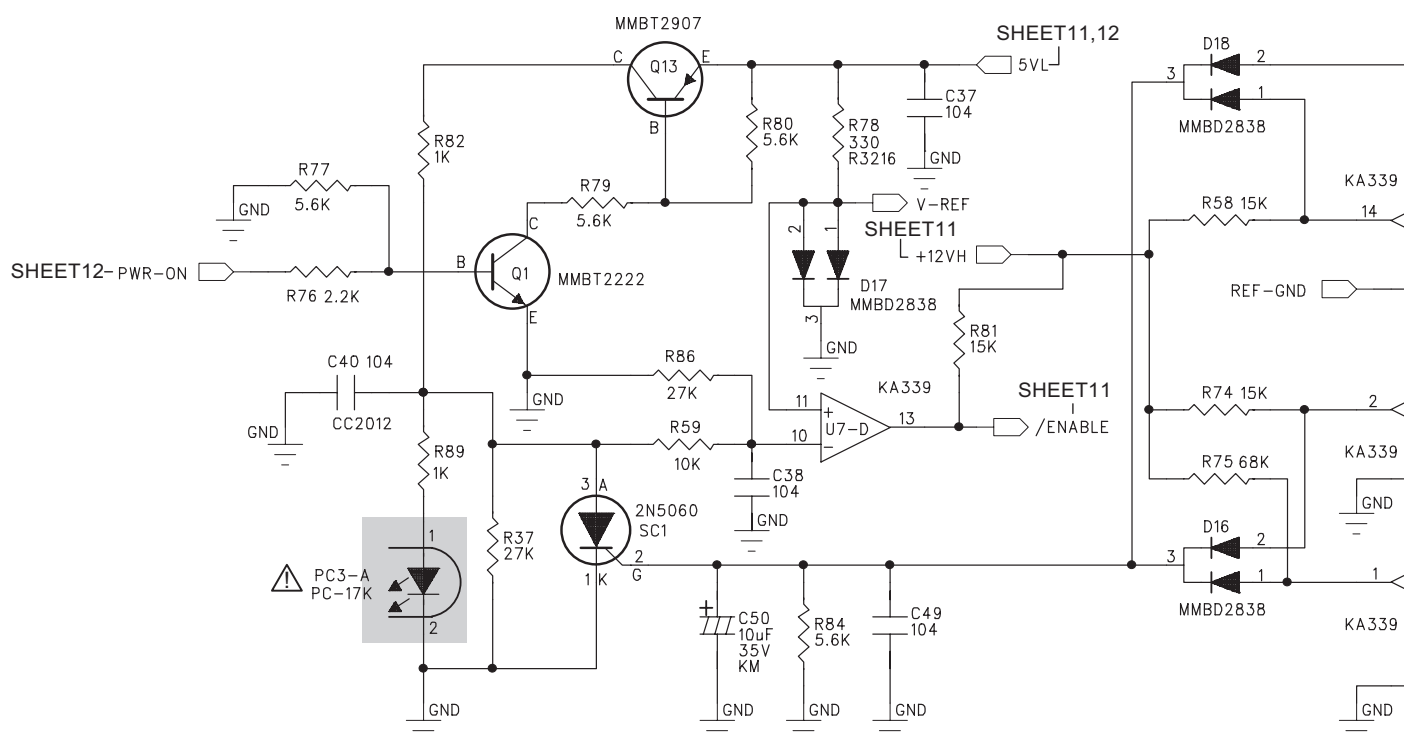 MMBT2907
SHEET11,12
C
Q13
E
5VL
B
R82
1K
R80
5.6K
R78
330
R3216
C37
104
GND
D18
2
3
1
MMBD2838
R77
5.6K
GND
R79
5.6K
C
V-REF
SHEET11
+12VH
2
1
D17
MMBD2838
3
GND
KA339
R58 15K
14
SHEET12-PWR-ON
R76 2.2K
B
Q1
MMBT2222
E
REF-GND
R81
15K
C40 104
CC2012
GND
R86
27K
GND
KA339
SHEET11
11
+
U7-D
13
/ENABLE
10
−
R74 15K
2
R89
1K
R59
10K
C38
104
GND
KA339
R75 68K
GND
3 A
2N5060
SC1
2
G
1 K
R37
27K
1
PC3-A
PC-17K
2
D16
3
2
1
1
MMBD2838
KA339
+
C50
10uF
35V
KM
R84
5.6K
C49
104
GND
GND
GND
GND
GND